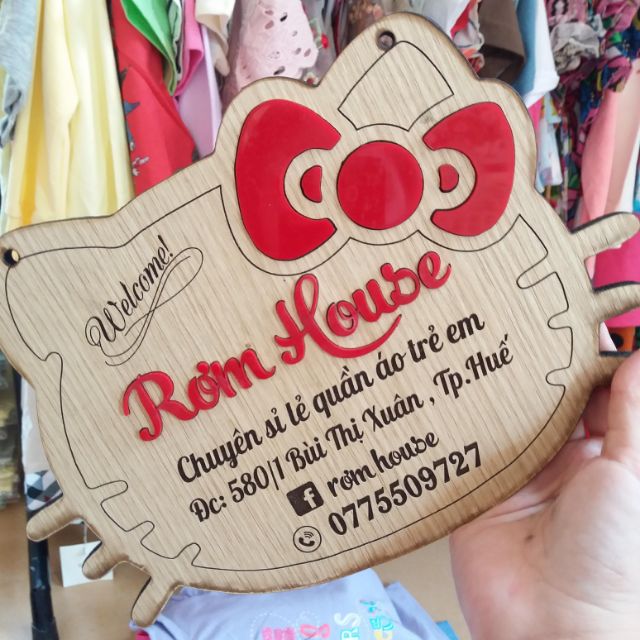 Welcome!
Rơm House
Chuyên sỉ lẻ quần áo trẻ em
Đc: 580/1 Bùi Thị Xuân , Tp.Huế
f rơm house
0775509727